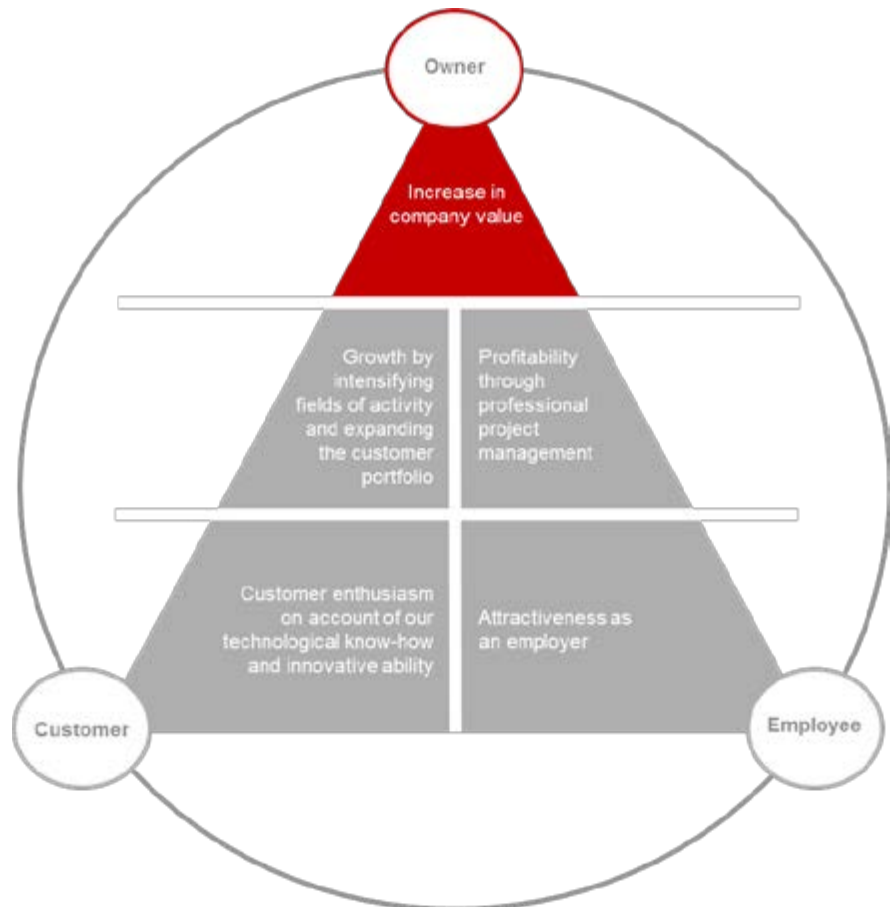 Owner
Increase in
company value
Growth by
intensifying
fields of activity
and expanding
the customer
portfolio
Profitability
through
professional
project
management
Customer enthusiasm
on account of our
technological know-how
and innovative ability
Attractiveness as
an employer
Customer
Employee